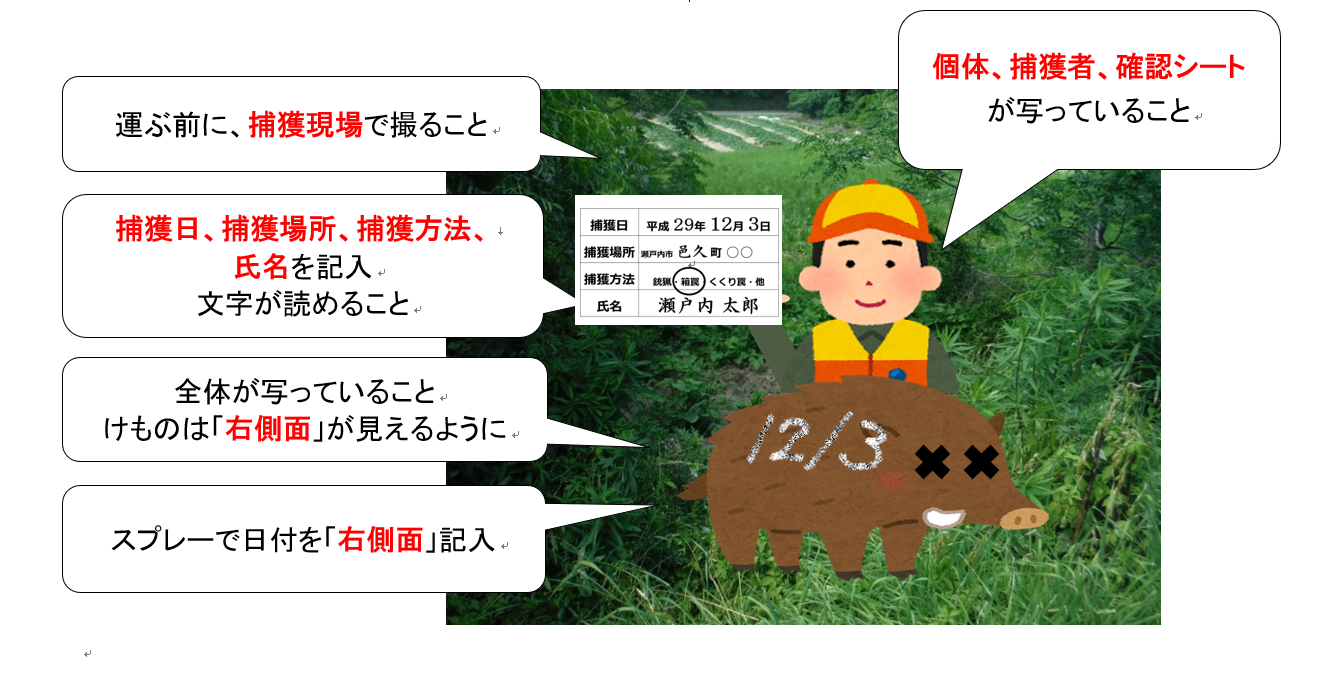 個体、捕獲者、確認シート
が写っていること
運ぶ前に、捕獲現場で撮ること
捕獲日、捕獲場所、捕獲方法、
氏名を記入
文字が読めること
捕獲日 平成 29年 12月 3日
捕獲場所 瀬戸内市 邑久町 〇〇
捕獲方法 銃猟・箱罠・くくり罠・他
氏名 瀬戸内 太郎
全体が写っていること
けものは「右側面」が見えるように
12/3
スプレーで日付を「右側面」記入